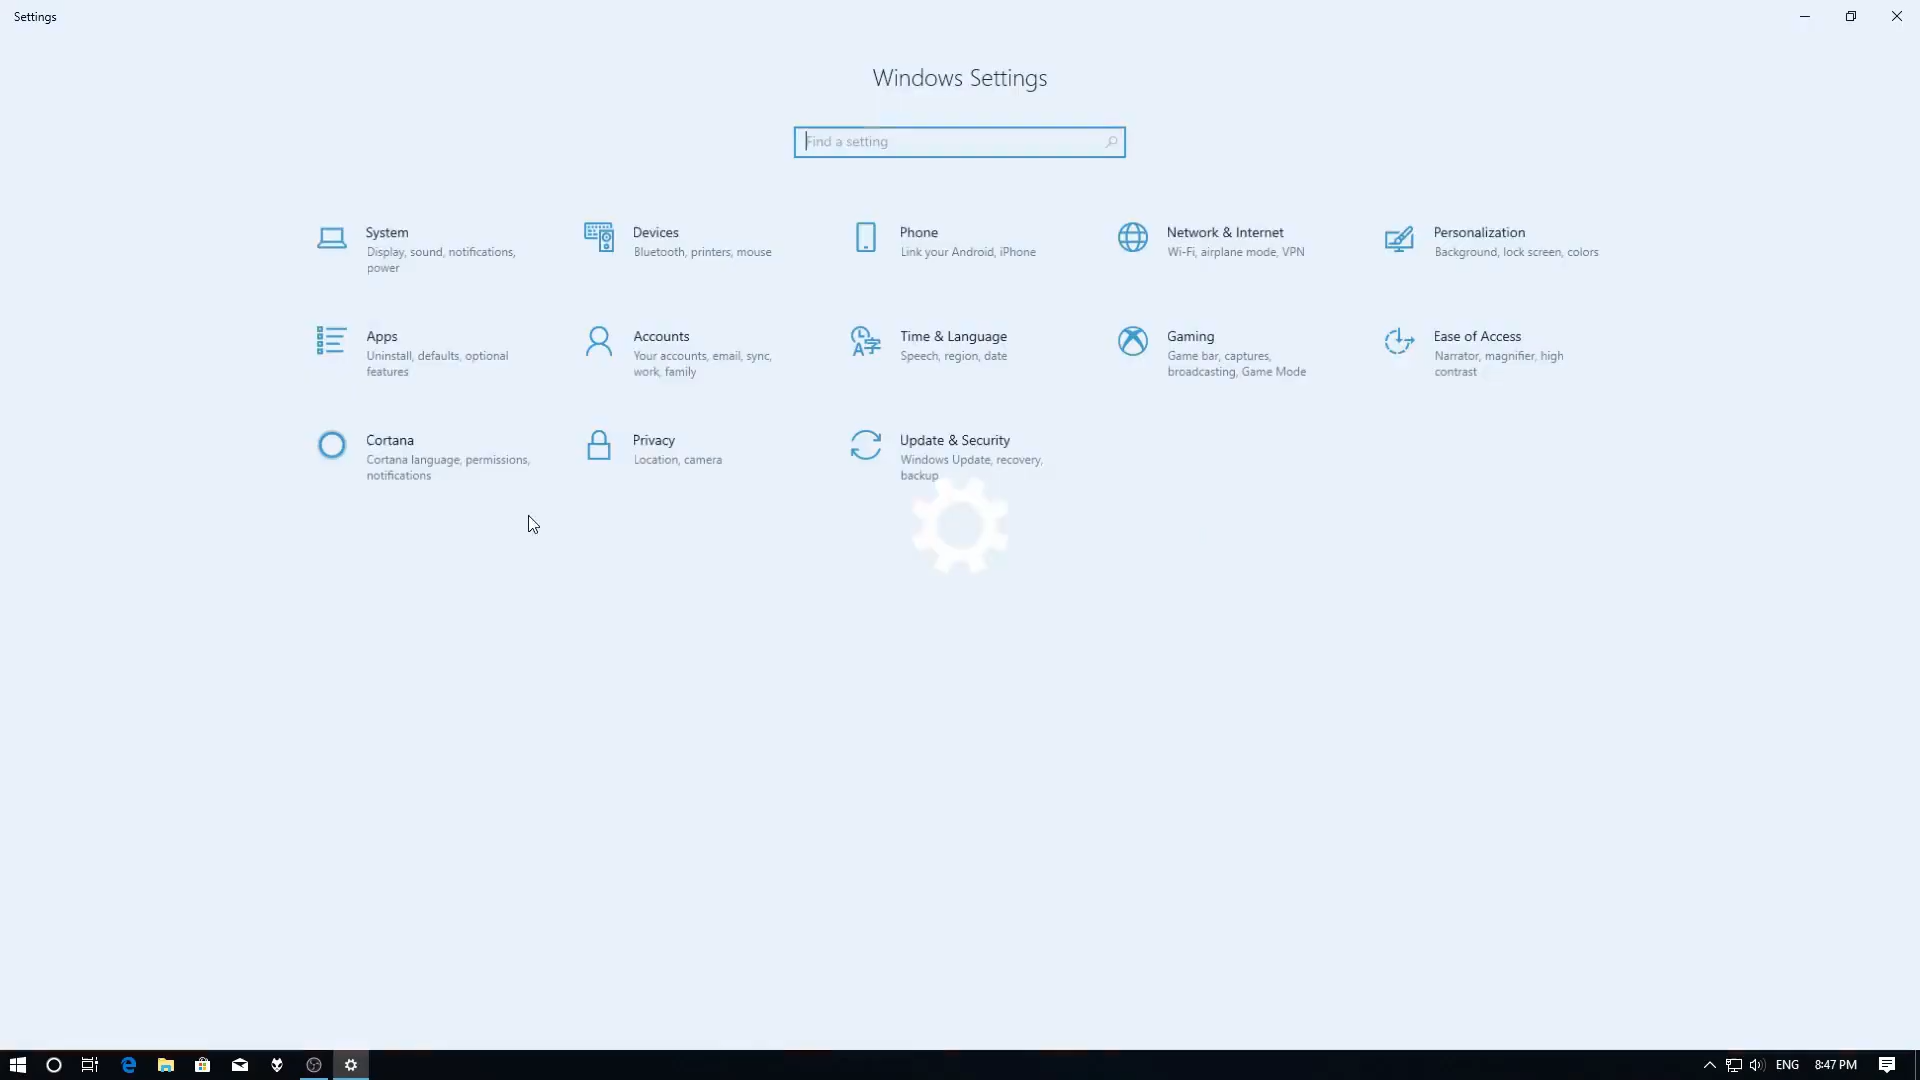 Settings
Windows Settings
Find a setting
System
Display, sound, notifications,
power
Devices
Bluetooth, printers, mouse
Phone
Link your Android, iPhone
Network & Internet
Wi-Fi, airplane mode, VPN
Personalization
Background, lock screen, colors
Apps
Uninstall, defaults, optional
features
Accounts
Your accounts, email, sync,
work, family
Time & Language
Speech, region, date
Gaming
Game bar, captures,
broadcasting, Game Mode
Ease of Access
Narrator, magnifier, high
contrast
Cortana
Cortana language, permissions,
notifications
Privacy
Location, camera
Update & Security
Windows Update, recovery,
backup
ENG
8:47 PM